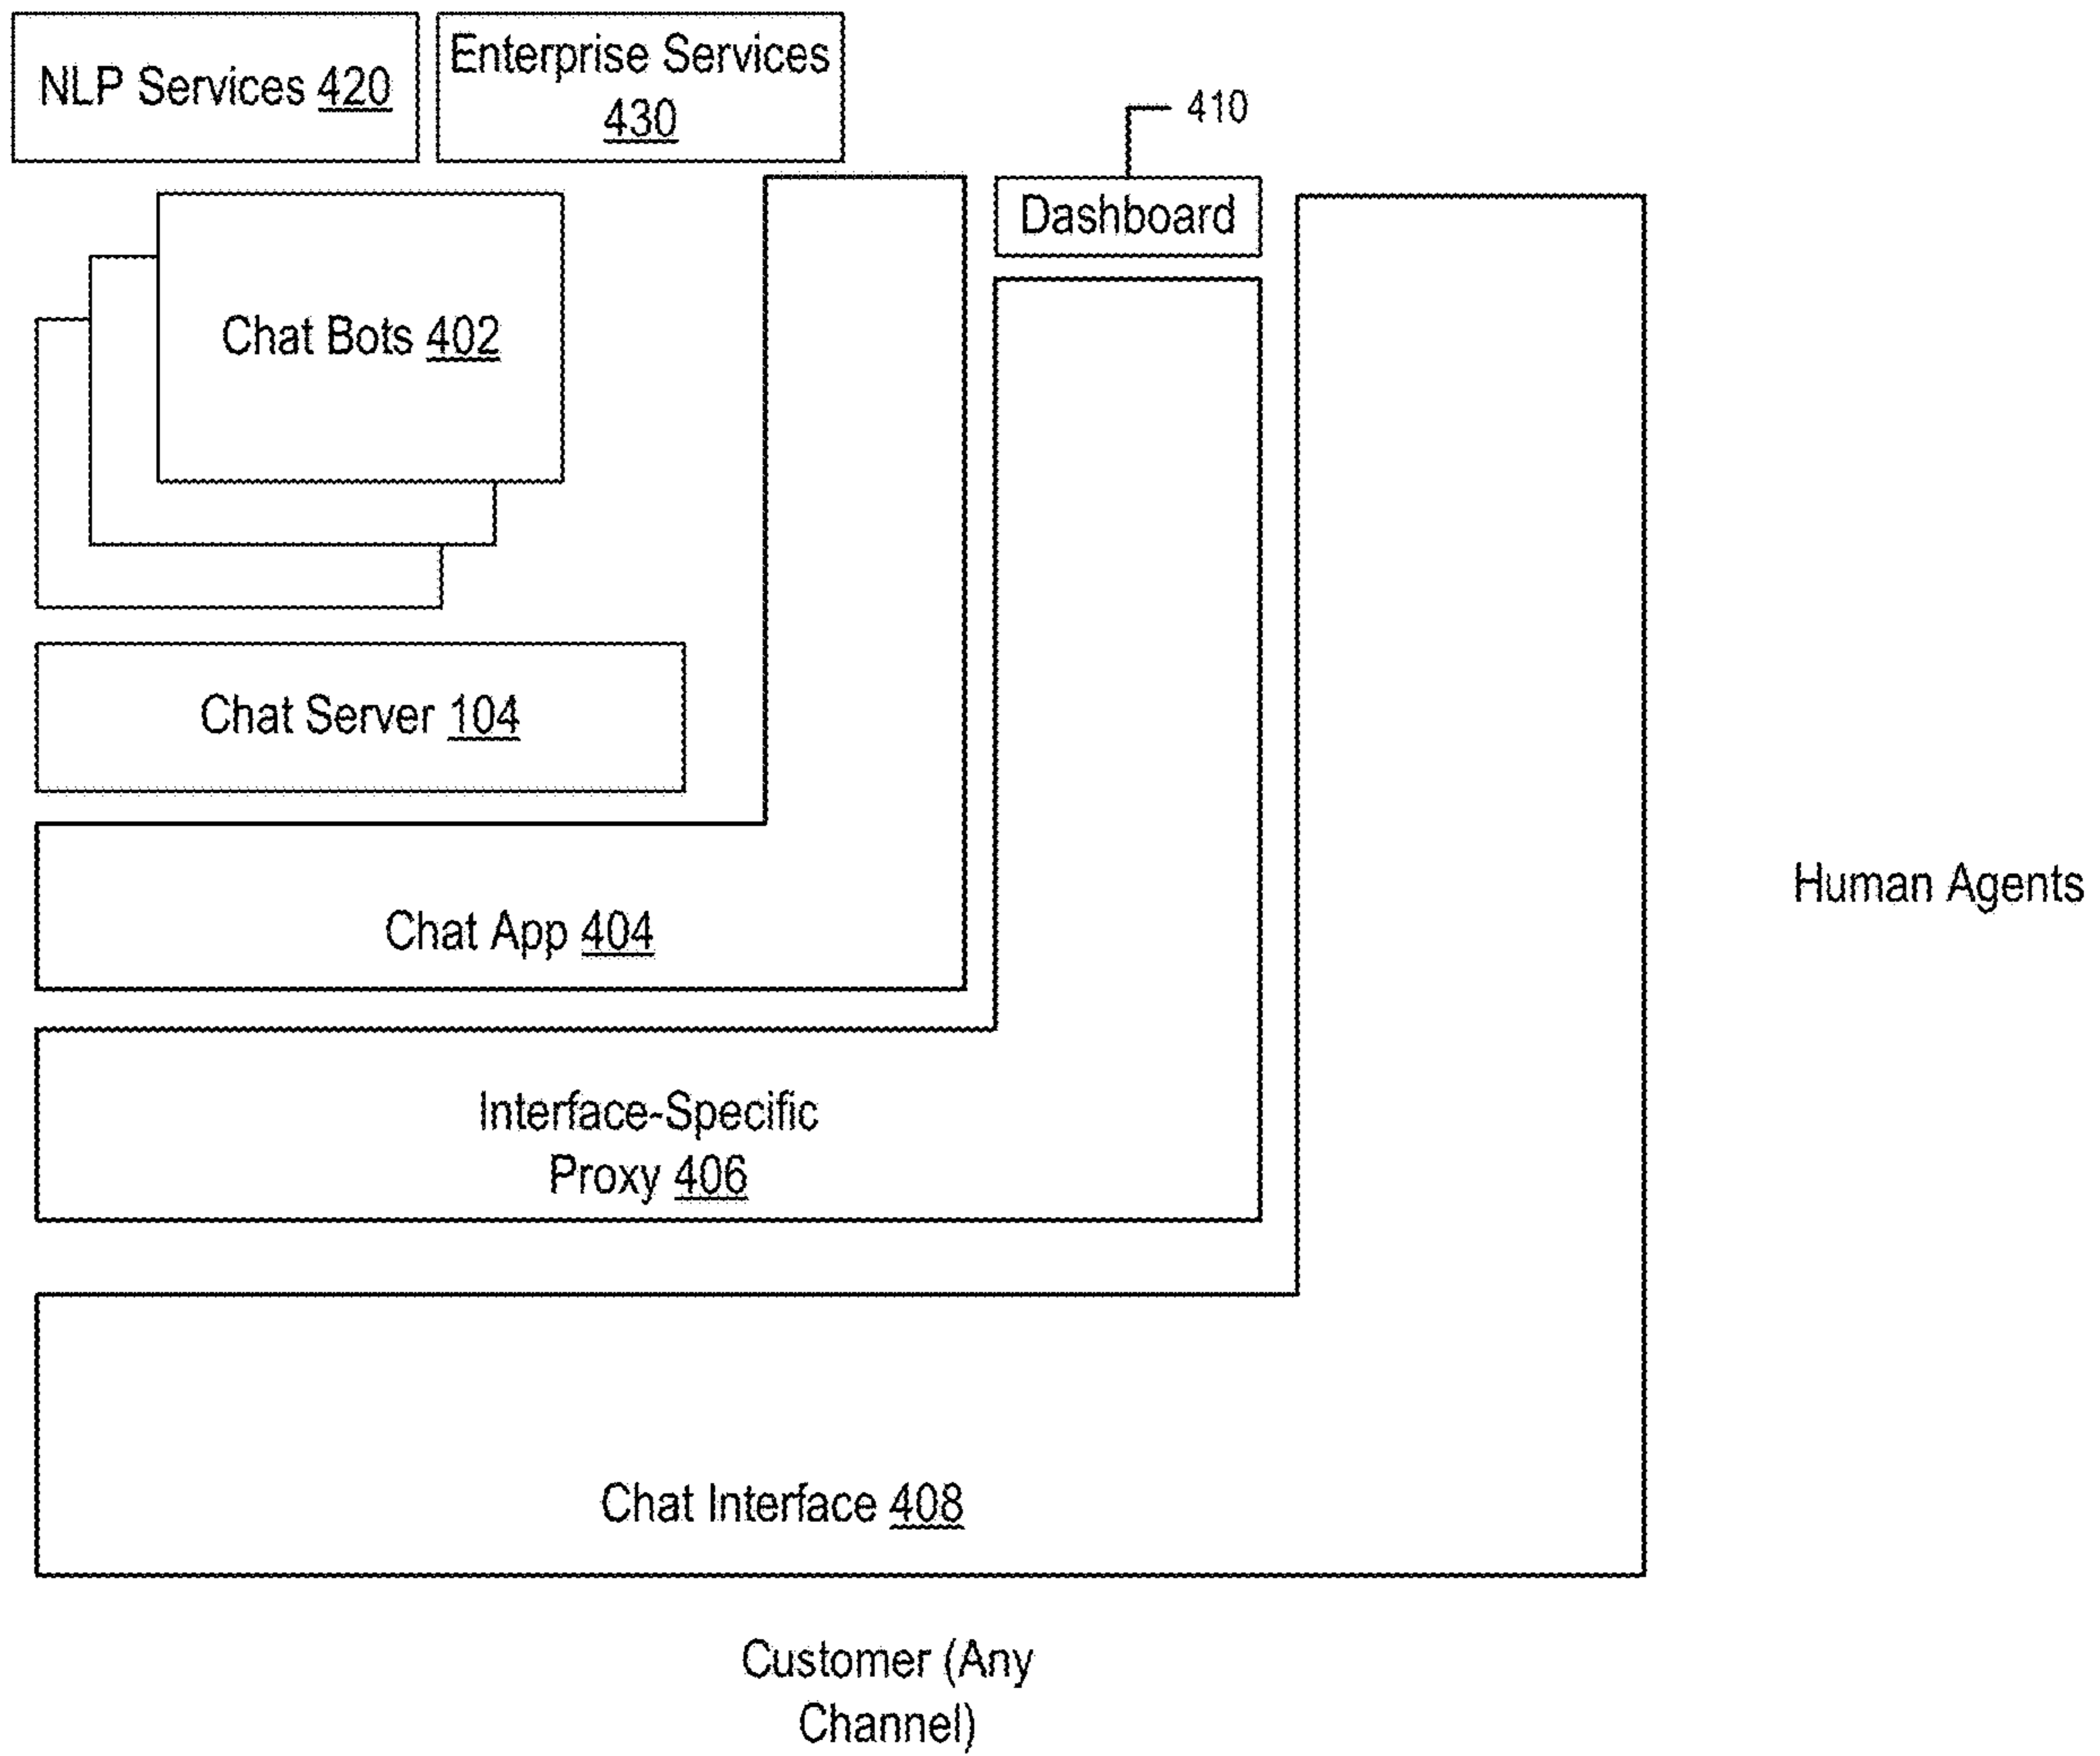 NLP Services 420
Enterprise Services
430
410
Dashboard
Chat Bots 402
Chat Server 104
Human Agents
Chat App 404
Interface-Specific
Proxy 406
Chat Interface 408
Customer (Any
Channel)